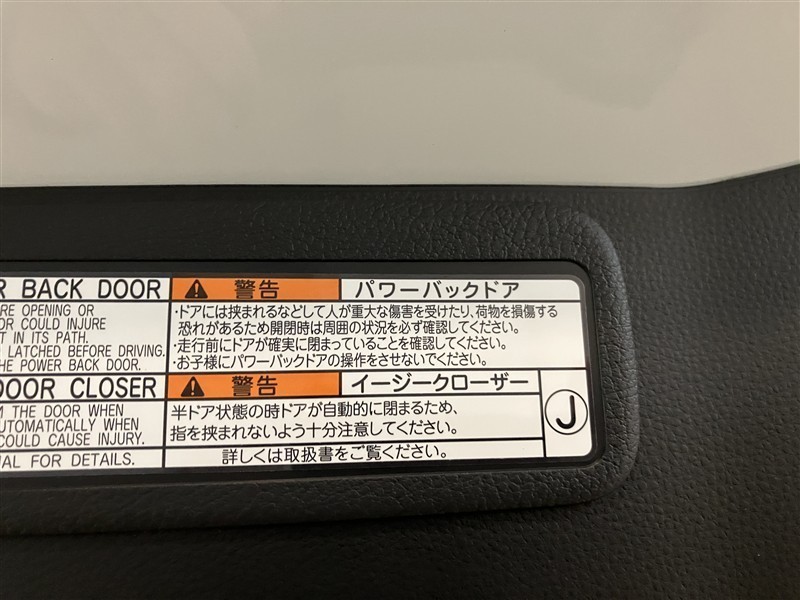 R BACK DOOR
RE OPENING OR
OR COULD INJURE
T IN ITS PATH.
LATCHED BEFORE DRIVING.
HE POWER BACK DOOR.
警告 パワーバックドア
・ドアには挟まれるなどして人が重大な傷害を受けたり、荷物を損傷する
恐れがあるため開閉時は周囲の状況を必ず確認してください。
・走行前にドアが確実に閉まっていることを確認してください。
・お子様にパワーバックドアの操作をさせないでください。
DOOR CLOSER
M THE DOOR WHEN
UTOMATICALLY WHEN
COULD CAUSE INJURY.
警告 イージークローザー
半ドア状態の時ドアが自動的に閉まるため、
指を挟まれないよう十分注意してください。
J
UAL FOR DETAILS.
詳しくは取扱書をご覧ください。